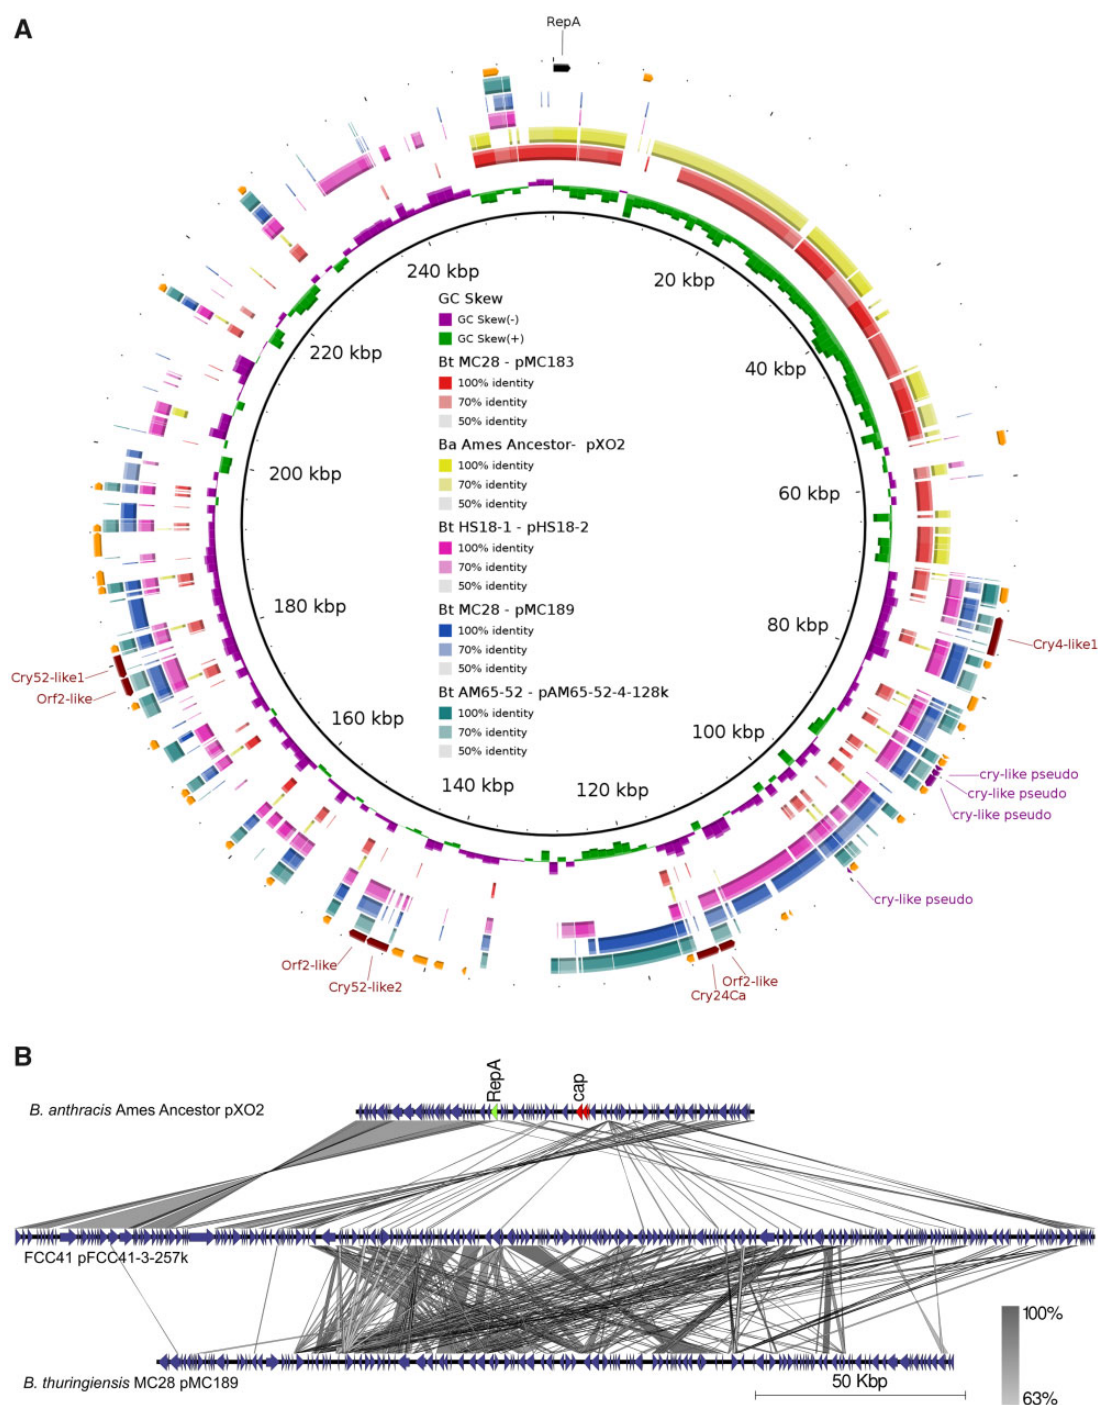 A
RepA
240 kbp
20 kbp
220 kbp
40 kbp
200 kbp
60 kbp
180 kbp
80 kbp
160 kbp
100 kbp
140 kbp
120 kbp
GC Skew
GC Skew(-)
GC Skew(+)
Bt MC28 - pMC183
100% identity
70% identity
50% identity
Ba Ames Ancestor- pXO2
100% identity
70% identity
50% identity
Bt HS18-1 - pHS18-2
100% identity
70% identity
50% identity
Bt MC28 - pMC189
100% identity
70% identity
50% identity
Bt AM65-52 - pAM65-52-4-128k
100% identity
70% identity
50% identity
Cry4-like1
Cry52-like1
Orf2-like
cry-like pseudo
cry-like pseudo
cry-like pseudo
cry-like pseudo
Orf2-like
Cry52-like2
Orf2-like
Cry24Ca
B
RepA
cap
B. anthracis Ames Ancestor pXO2
FCC41 pFCC41-3-257k
B. thuringiensis MC28 pMC189
50 Kbp
100%
63%